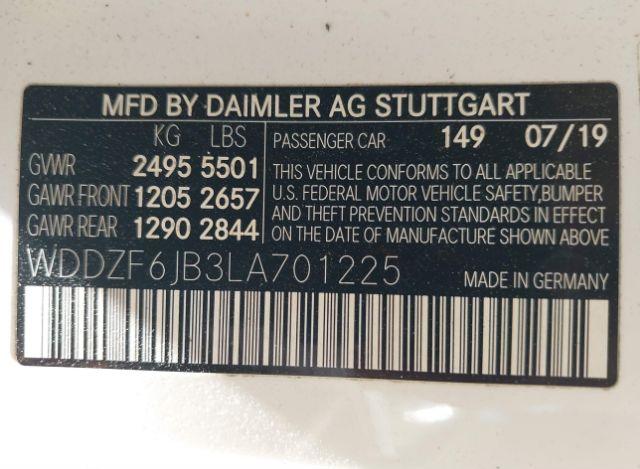 MFD BY DAIMLER AG STUTTGART
KG LBS
GVWR 2495 5501
GAWR FRONT 1205 2657
GAWR REAR 1290 2844
PASSENGER CAR 149 07/19
THIS VEHICLE CONFORMS TO ALL APPLICABLE
U.S. FEDERAL MOTOR VEHICLE SAFETY,BUMPER
AND THEFT PREVENTION STANDARDS IN EFFECT
ON THE DATE OF MANUFACTURE SHOWN ABOVE.
WDDZF6JB3LA701225
MADE IN GERMANY